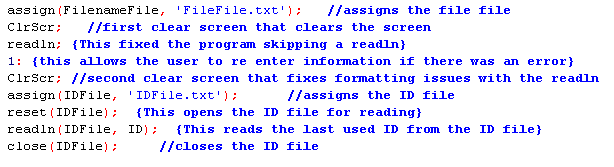 assign(FilenameFile, 'FileFile.txt');   //assigns the file file
ClrScr;   //first clear screen that clears the screen
readln; {This fixed the program skipping a readln}
1: {this allows the user to re enter information if there was an error}
ClrScr; //second clear screen that fixes formatting issues with the readln
assign(IDFile, 'IDFile.txt');      //assigns the ID file
reset(IDFile);  {This opens the ID file for reading}
readln(IDFile, ID);  {This reads the last used ID from the ID file}
close(IDFile);     //closes the ID file